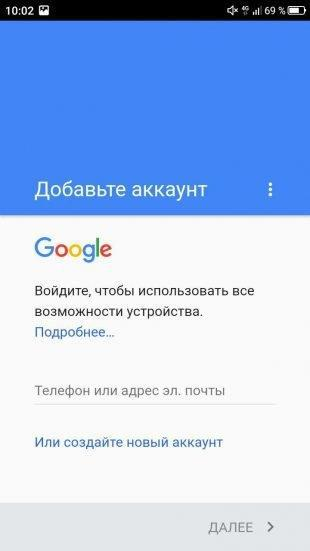 10:02 4G 69 %
Добавьте аккаунт
Google
Войдите, чтобы использовать все
возможности устройства.
Подробнее...
Телефон или адрес эл. почты
Или создайте новый аккаунт
ДАЛЕЕ